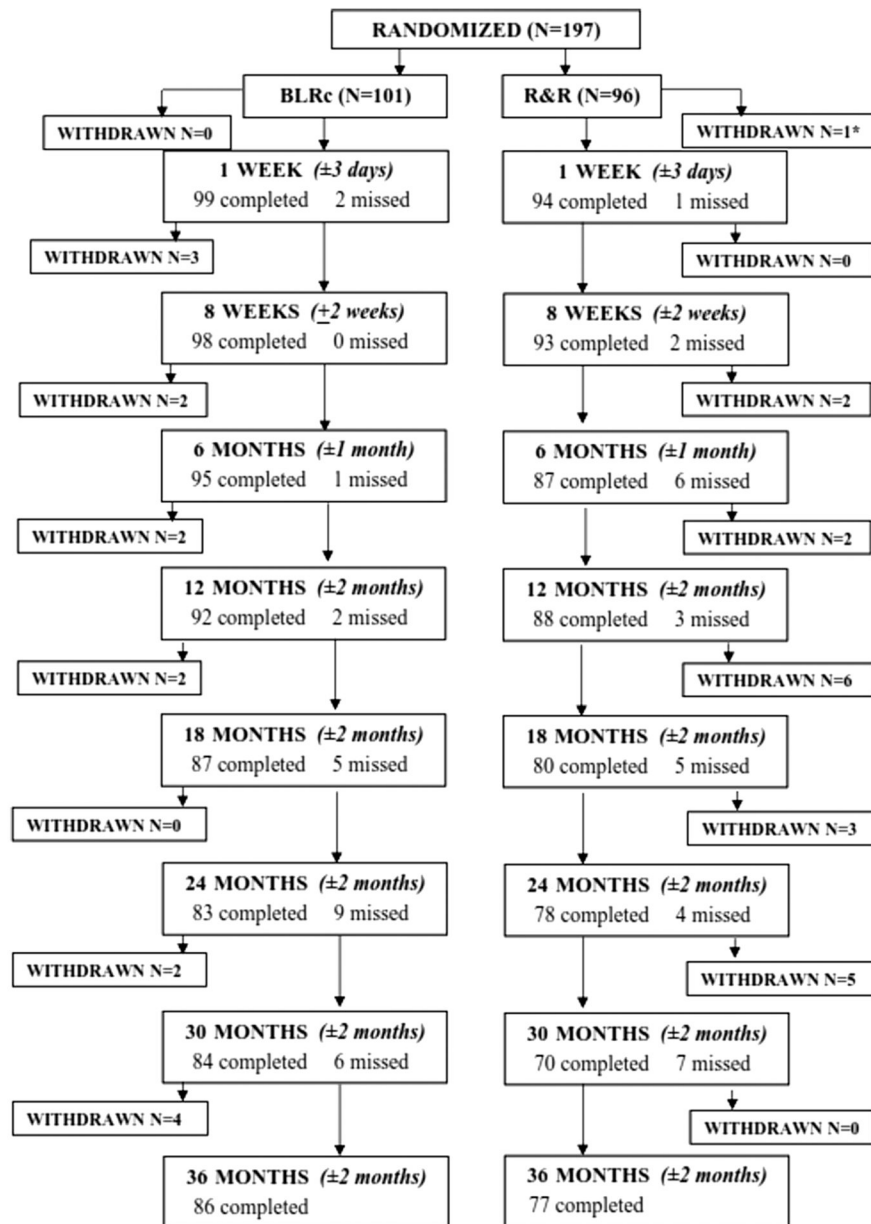 RANDOMIZED (N=197)
BLRc (N=101)
R&R (N=96)
WITHDRAWN N=0
WITHDRAWN N=1*
1 WEEK (±3 days)
99 completed 2 missed
1 WEEK (±3 days)
94 completed 1 missed
WITHDRAWN N=3
WITHDRAWN N=0
8 WEEKS (±2 weeks)
98 completed 0 missed
8 WEEKS (±2 weeks)
93 completed 2 missed
WITHDRAWN N=2
WITHDRAWN N=2
6 MONTHS (±1 month)
95 completed 1 missed
6 MONTHS (±1 month)
87 completed 6 missed
WITHDRAWN N=2
WITHDRAWN N=2
12 MONTHS (±2 months)
92 completed 2 missed
12 MONTHS (±2 months)
88 completed 3 missed
WITHDRAWN N=2
WITHDRAWN N=6
18 MONTHS (±2 months)
87 completed 5 missed
18 MONTHS (±2 months)
80 completed 5 missed
WITHDRAWN N=0
WITHDRAWN N=3
24 MONTHS (±2 months)
83 completed 9 missed
24 MONTHS (±2 months)
78 completed 4 missed
WITHDRAWN N=2
WITHDRAWN N=5
30 MONTHS (±2 months)
84 completed 6 missed
30 MONTHS (±2 months)
70 completed 7 missed
WITHDRAWN N=4
WITHDRAWN N=0
36 MONTHS (±2 months)
86 completed
36 MONTHS (±2 months)
77 completed